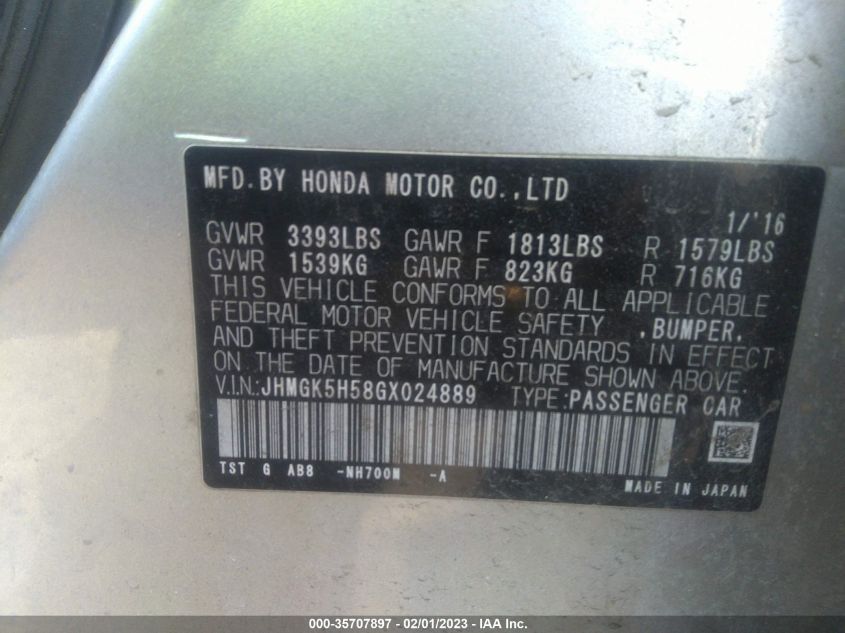 MFD.BY HONDA MOTOR CO.,LTD
1/'16
GVWR 3393LBS GAWR F 1813LBS R 1579LBS
GVWR 1539KG GAWR F 823KG R 716KG
THIS VEHICLE CONFORMS TO ALL APPLICABLE
FEDERAL MOTOR VEHICLE SAFETY ,BUMPER,
AND THEFT PREVENTION STANDARDS IN EFFECT
ON THE DATE OF MANUFACTURE SHOWN ABOVE.
V.I.N.:JHMGK5H58GX024889 TYPE:PASSENGER CAR
TST G AB8 -NH700M -A
MADE IN JAPAN
000-35707897 - 02/01/2023 - IAA Inc.